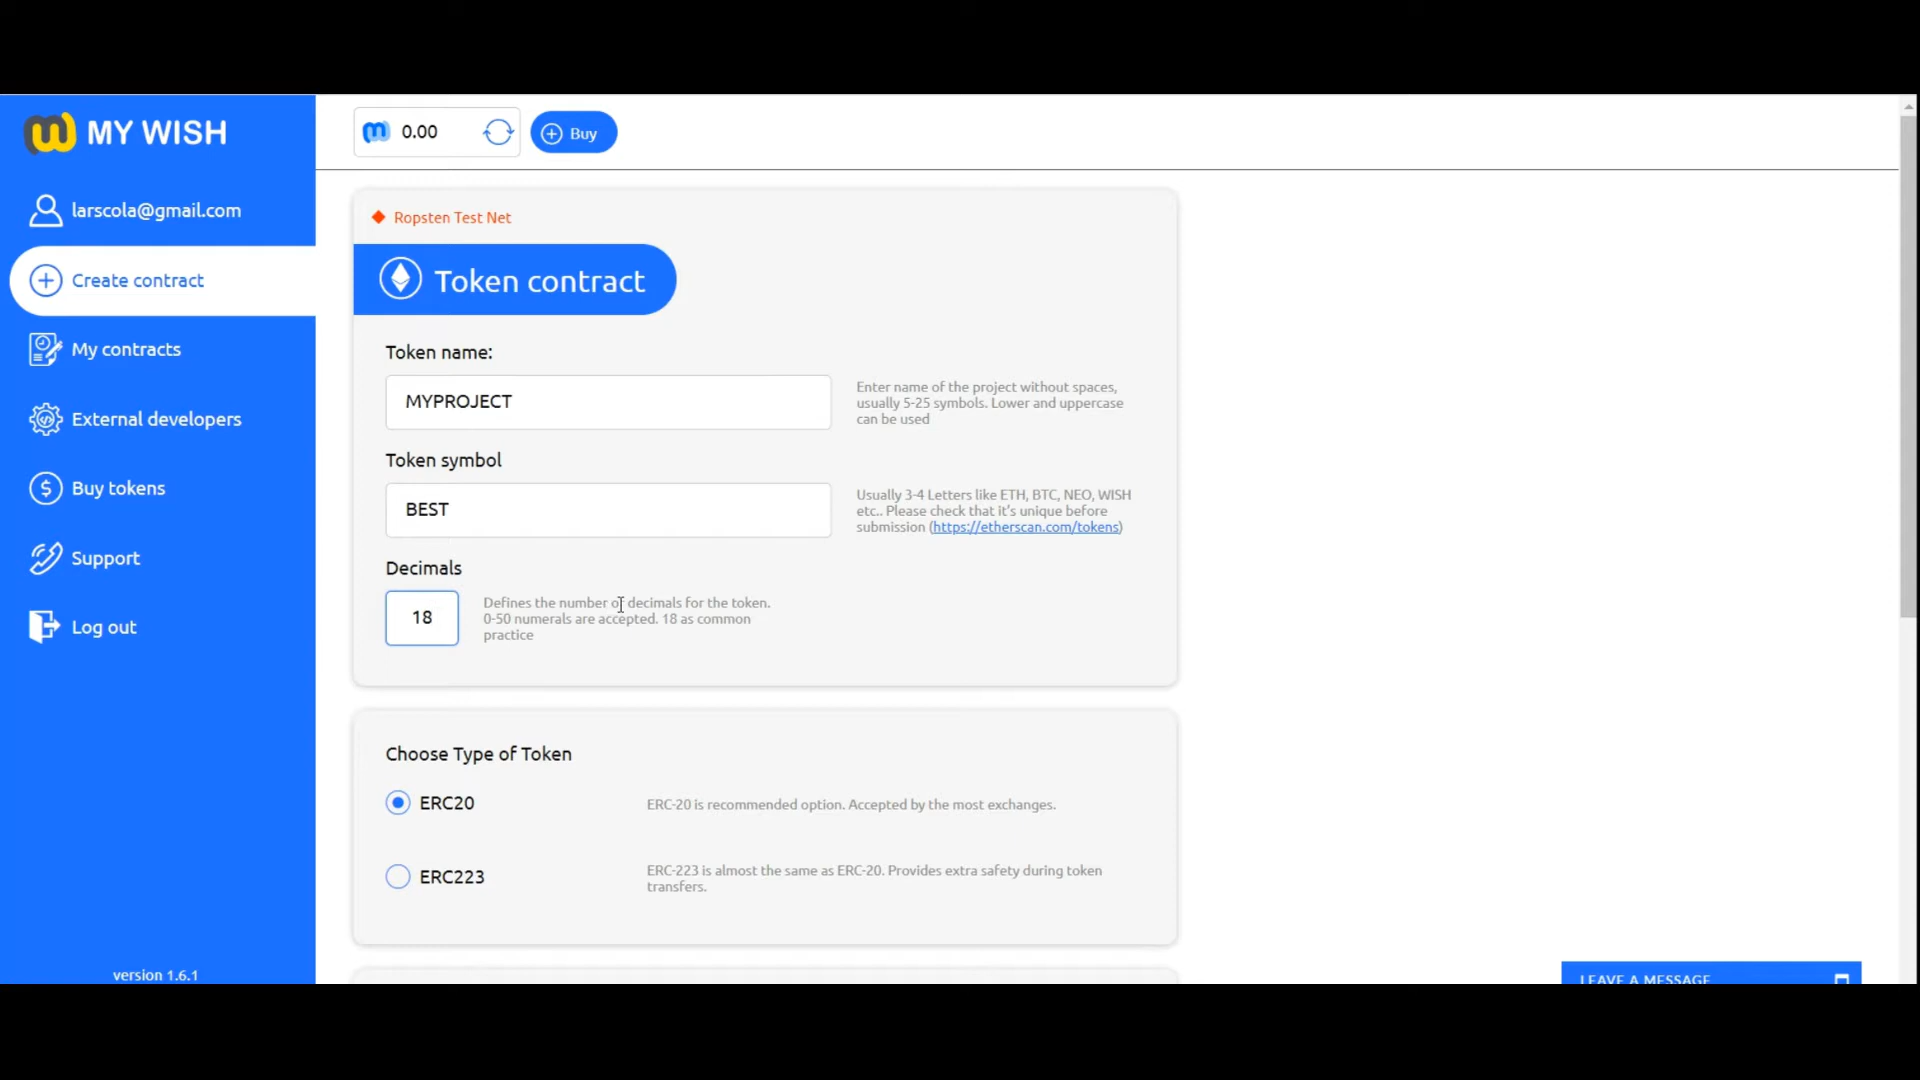 MY WISH
larscola@gmail.com
Create contract
My contracts
External developers
Buy tokens
Support
Log out
version 1.6.1
0.00
Buy
Ropsten Test Net
Token contract
Token name:
MYPROJECT
Enter name of the project without spaces,
usually 5-25 symbols. Lower and uppercase
can be used
Token symbol
BEST
Usually 3-4 Letters like ETH, BTC, NEO, WISH
etc.. Please check that it's unique before
submission (https://etherscan.com/tokens)
Decimals
18
Defines the number of decimals for the token.
0-50 numerals are accepted. 18 as common
practice
Choose Type of Token
ERC20
ERC-20 is recommended option. Accepted by the most exchanges.
ERC223
ERC-223 is almost the same as ERC-20. Provides extra safety during token
transfers.
LEAVE A MESSAGE